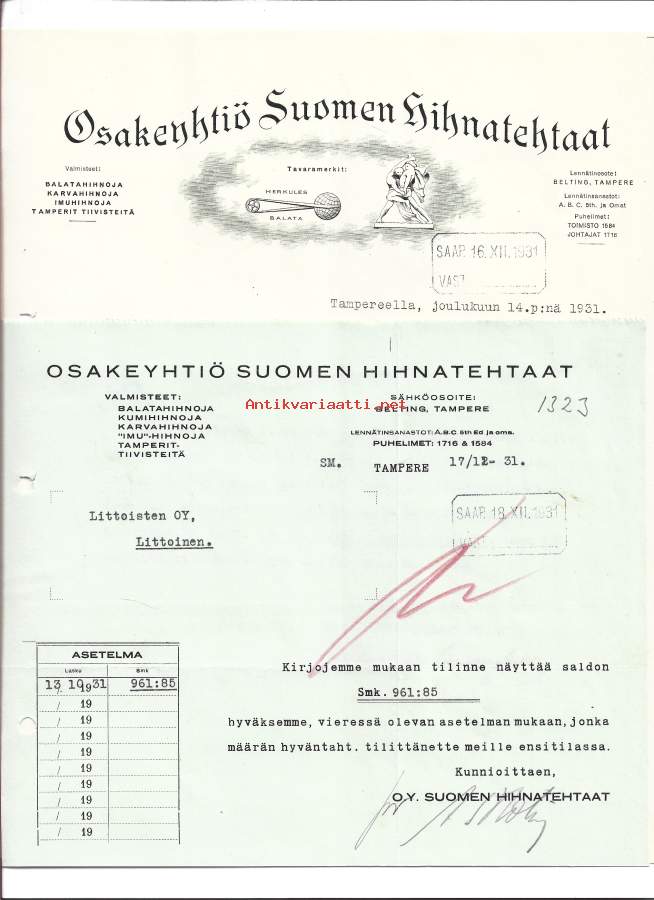 Osakeyhtiö Suomen Hihnatehtaat
Valmisteet:
BALATAHIHNOJA
KARVAHIHNOJA
IMUHIHNOJA
TAMPERIT TIIVISTEITÄ
Tavaramerkit:
HERKULES
BALATA
Lennätinosote:
BELTING, TAMPERE
Lennätinsanastot:
A. B. C. 5th. ja Omat
Puhelimet:
TOIMISTO 1584
JOHTAJAT 1716
SAAP. 16. XII. 1931
VAST.
Tampereella, joulukuun 14.p:nä 1931.
OSAKEYHTIÖ SUOMEN HIHNATEHTAAT
VALMISTEET:
BALATAHIHNOJA
KUMIHIHNOJA
KARVAHIHNOJA
"IMU"-HIHNOJA
TAMPERIT-
TIIVISTEITÄ
SÄHKÖOSOITE:
BELTING, TAMPERE
Antikvariaatti.net
1323
LENNÄTINSANASTOT: A.B.C. 5th Ed. ja oma.
PUHELIMET: 1716 & 1584
SM. TAMPERE 17/12- 31.
Littoisten OY,
Littoinen.
SAAP. 18. XII. 1931
VAST.
ASETELMA
Lasku Smk
13/10 1931 961:85
/ 19
/ 19
/ 19
/ 19
/ 19
/ 19
/ 19
/ 19
/ 19
Kirjojemme mukaan tilinne näyttää saldon
Smk. 961:85
hyväksemme, vieressä olevan asetelman mukaan, jonka
määrän hyväntaht. tilittänette meille ensitilassa.
Kunnioittaen,
O.Y. SUOMEN HIHNATEHTAAT